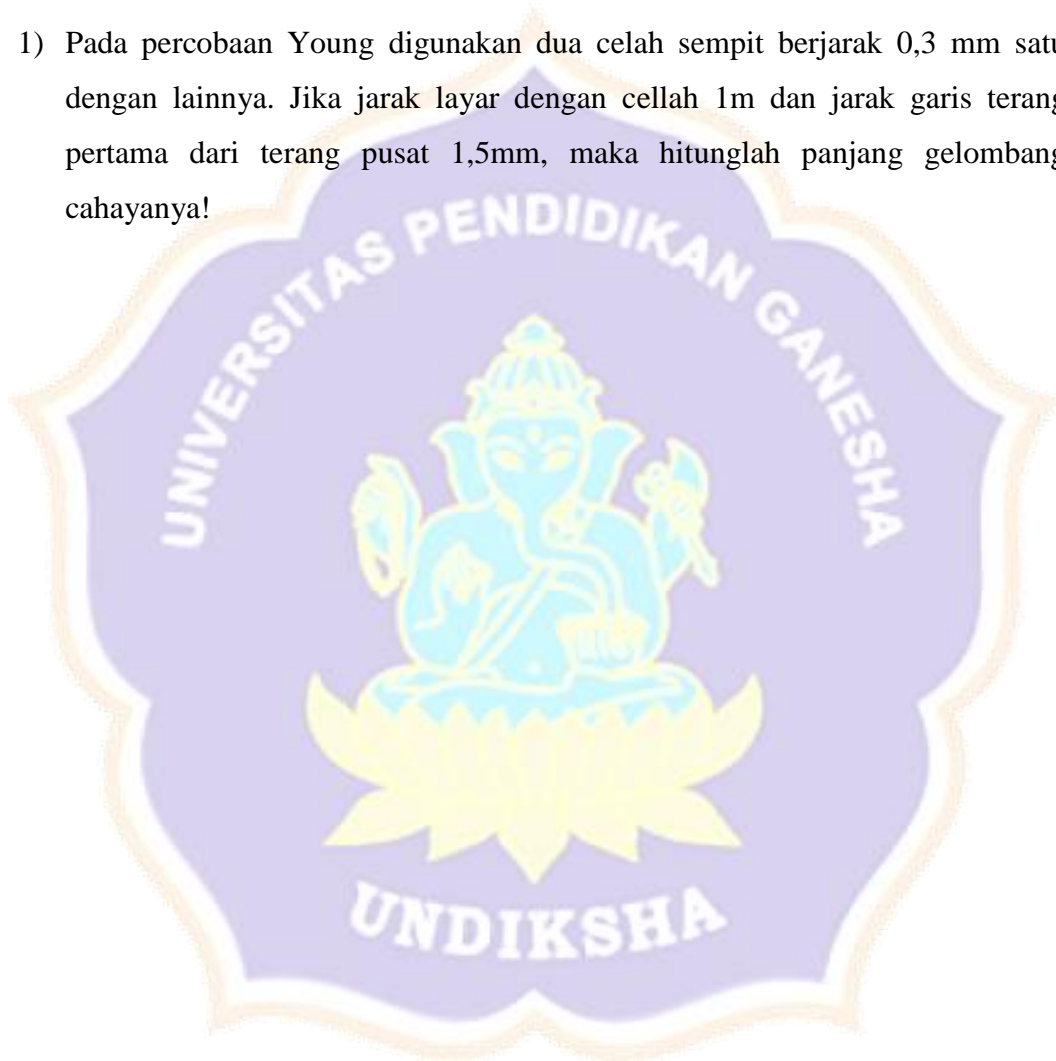 1) Pada percobaan Young digunakan dua celah sempit berjarak 0,3 mm satu
dengan lainnya. Jika jarak layar dengan cellah 1m dan jarak garis terang
pertama dari terang pusat 1,5mm, maka hitunglah panjang gelombang
cahayanya!
UNIVERSITAS PENDIDIKAN GANESHA
UNDIKSHA